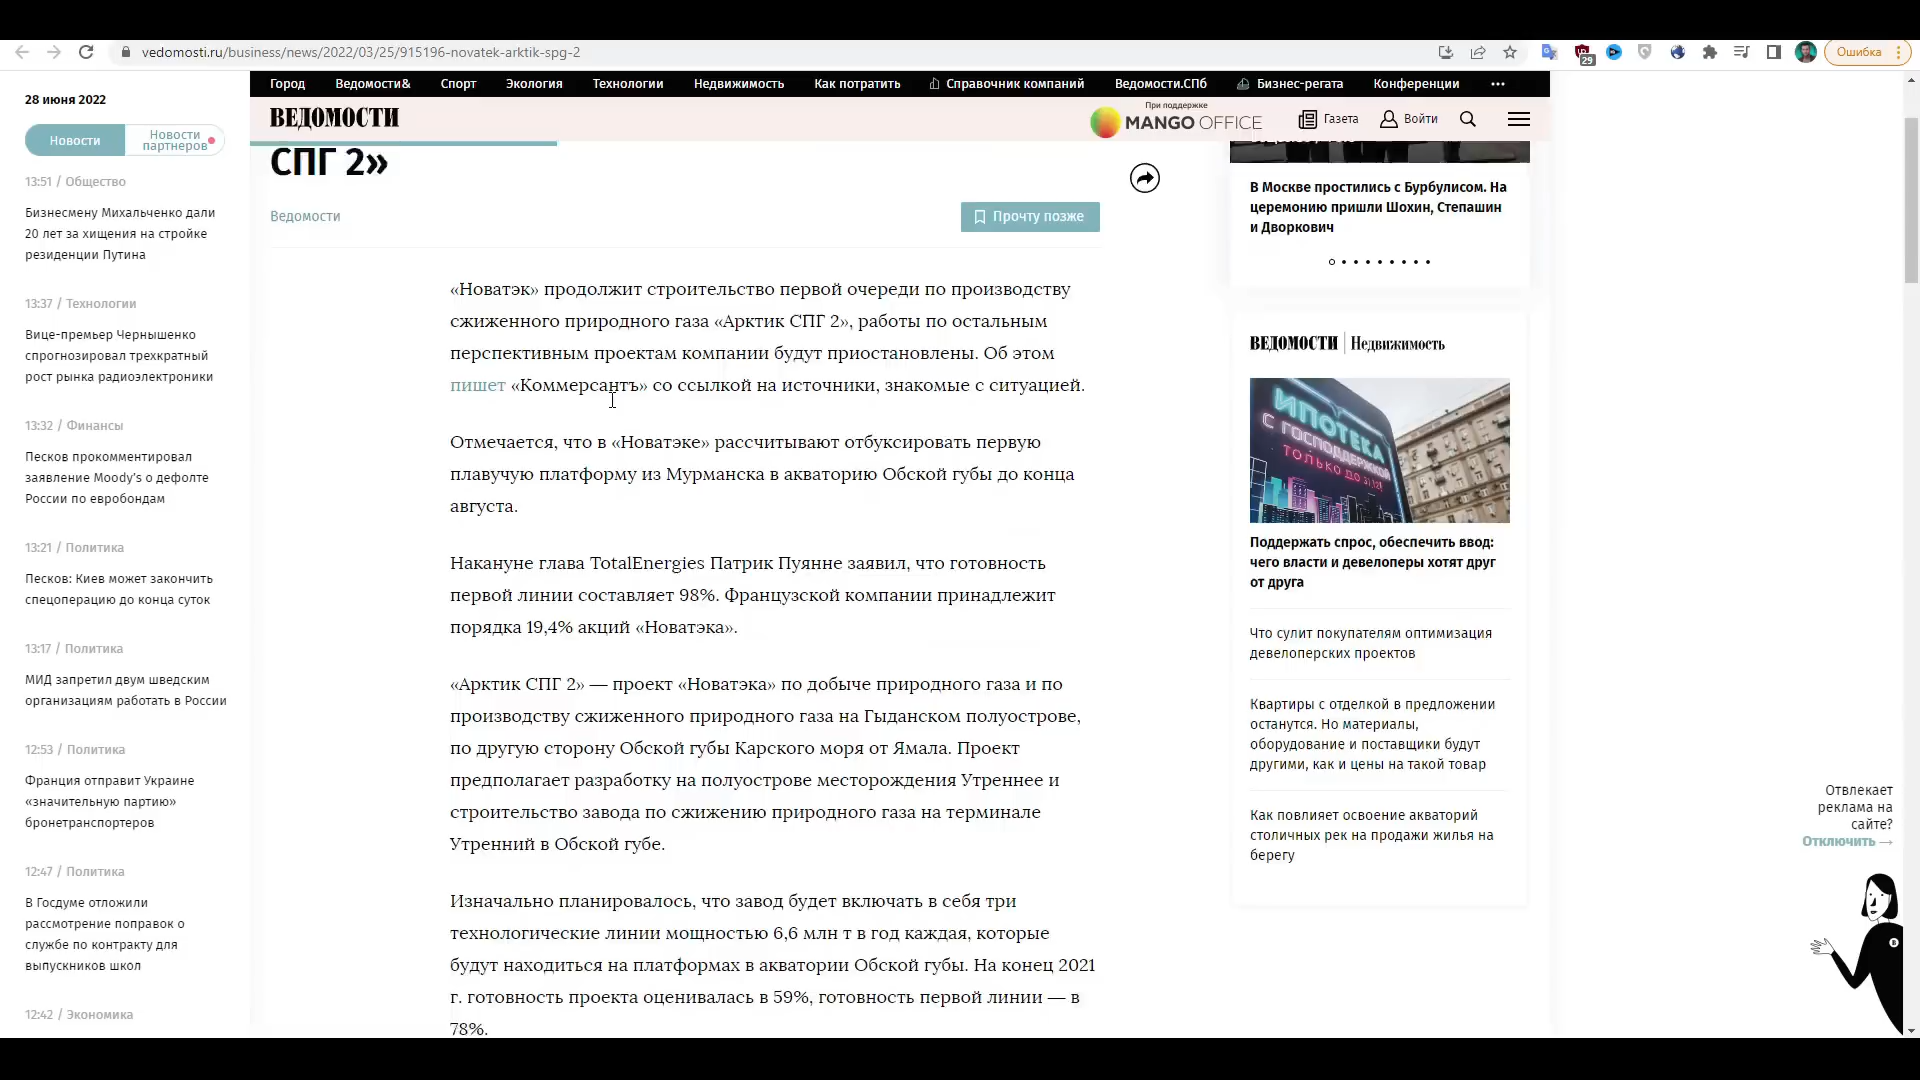 vedomosti.ru/business/news/2022/03/25/915196-novatek-arktik-spg-2
29
Ошибка
Город Ведомости& Спорт Экология Технологии Недвижимость Как потратить Справочник компаний Ведомости.СПб Бизнес-регата Конференции
ВЕДОМОСТИ
При поддержке
MANGO OFFICE
Газета
Войти
28 июня 2022
Новости
Новости
партнеров
13:51 / Общество
Бизнесмену Михальченко дали
20 лет за хищения на стройке
резиденции Путина
13:37 / Технологии
Вице-премьер Чернышенко
спрогнозировал трехкратный
рост рынка радиоэлектроники
13:32 / Финансы
Песков прокомментировал
заявление Moody's о дефолте
России по евробондам
13:21 / Политика
Песков: Киев может закончить
спецоперацию до конца суток
13:17 / Политика
МИД запретил двум шведским
организациям работать в России
12:53 / Политика
Франция отправит Украине
«значительную партию»
бронетранспортеров
12:47 / Политика
В Госдуме отложили
рассмотрение поправок о
службе по контракту для
выпускников школ
12:42 / Экономика
СПГ 2»
Ведомости
Прочту позже
«Новатэк» продолжит строительство первой очереди по производству
сжиженного природного газа «Арктик СПГ 2», работы по остальным
перспективным проектам компании будут приостановлены. Об этом
пишет «Коммерсантъ» со ссылкой на источники, знакомые с ситуацией.
Отмечается, что в «Новатэке» рассчитывают отбуксировать первую
плавучую платформу из Мурманска в акваторию Обской губы до конца
августа.
Накануне глава TotalEnergies Патрик Пуянне заявил, что готовность
первой линии составляет 98%. Французской компании принадлежит
порядка 19,4% акций «Новатэка».
«Арктик СПГ 2» — проект «Новатэка» по добыче природного газа и по
производству сжиженного природного газа на Гыданском полуострове,
по другую сторону Обской губы Карского моря от Ямала. Проект
предполагает разработку на полуострове месторождения Утреннее и
строительство завода по сжижению природного газа на терминале
Утренний в Обской губе.
Изначально планировалось, что завод будет включать в себя три
технологические линии мощностью 6,6 млн т в год каждая, которые
будут находиться на платформах в акватории Обской губы. На конец 2021
г. готовность проекта оценивалась в 59%, готовность первой линии — в
78%.
В Москве простились с Бурбулисом. На
церемонию пришли Шохин, Степашин
и Дворкович
ВЕДОМОСТИ Недвижимость
ИПОТЕКА
С ГОСПОДДЕРЖКОЙ
ТОЛЬКО ДО 31.12!
Поддержать спрос, обеспечить ввод:
чего власти и девелоперы хотят друг
от друга
Что сулит покупателям оптимизация
девелоперских проектов
Квартиры с отделкой в предложении
останутся. Но материалы,
оборудование и поставщики будут
другими, как и цены на такой товар
Как повлияет освоение акваторий
столичных рек на продажи жилья на
берегу
Отвлекает
реклама на
сайте?
Отключить →
В